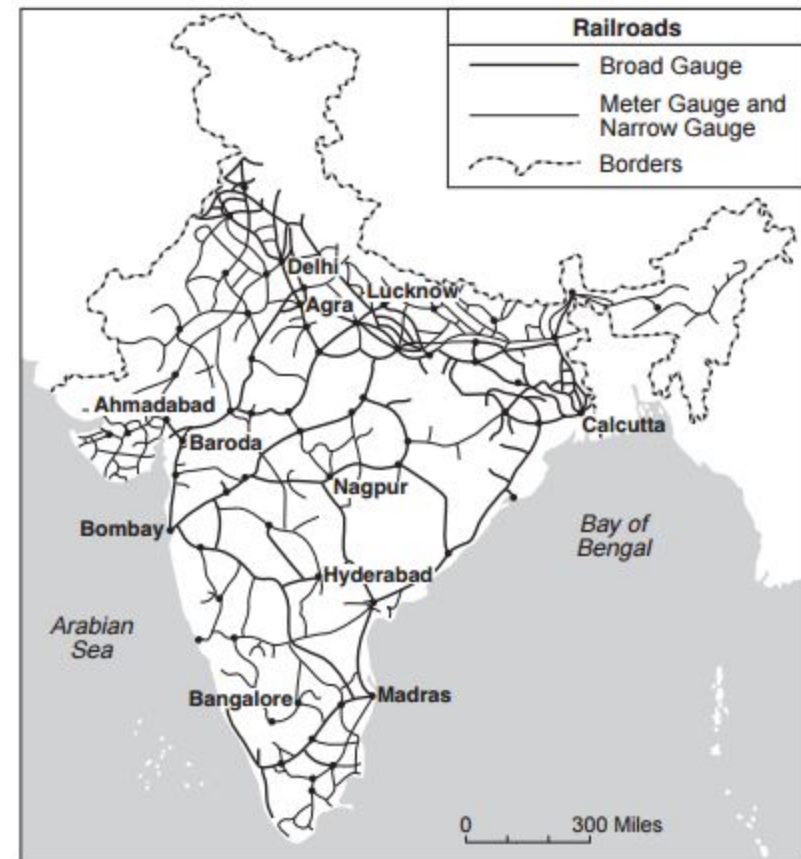 Railroads
Broad Gauge
Meter Gauge and
Narrow Gauge
Borders
Delhi
Lucknow
Agra
Ahmadabad
Baroda
Calcutta
Nagpur
Bombay
Bay of
Bengal
Hyderabad
Arabian
Sea
Bangalore
Madras
0 300 Miles